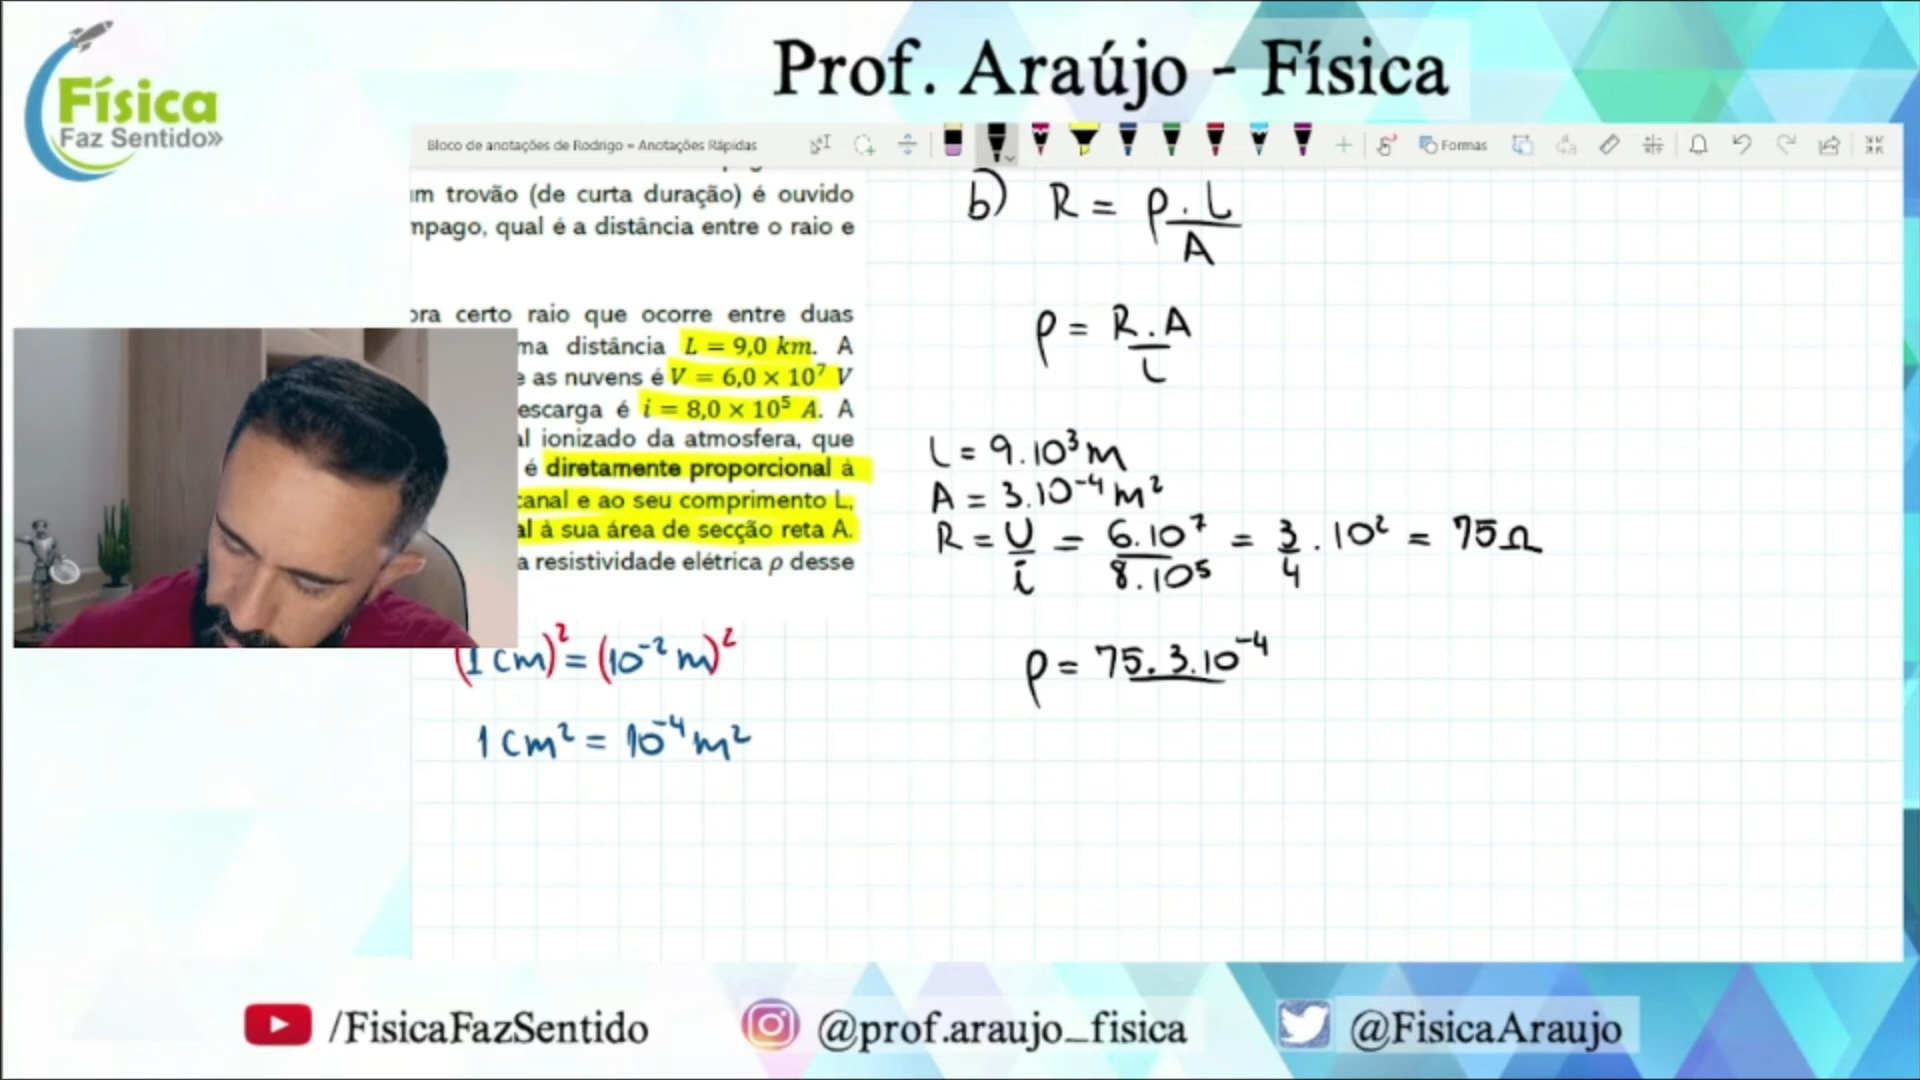 Física
Faz Sentido»
Prof. Araújo - Física
Bloco de anotações de Rodrigo » Anotações Rápidas
Formas
m trovão (de curta duração) é ouvido
mpago, qual é a distância entre o raio e
ora certo raio que ocorre entre duas
ma distância L = 9,0 km. A
e as nuvens é V = 6,0 × 10⁷ V
escarga é i = 8,0 × 10⁵ A. A
al ionizado da atmosfera, que
é diretamente proporcional à
canal e ao seu comprimento L,
al à sua área de secção reta A.
a resistividade elétrica ρ desse
(1 cm)² = (10⁻² m)²
1 cm² = 10⁻⁴ m²
b) R = ρ . L / A
ρ = R . A / L
L = 9.10³ m
A = 3.10⁻⁴ m²
R = U / i = 6.10⁷ / 8.10⁵ = 3 / 4 . 10² = 75 Ω
ρ = 75. 3.10⁻⁴
/FisicaFazSentido
@prof.araujo_fisica
@FisicaAraujo